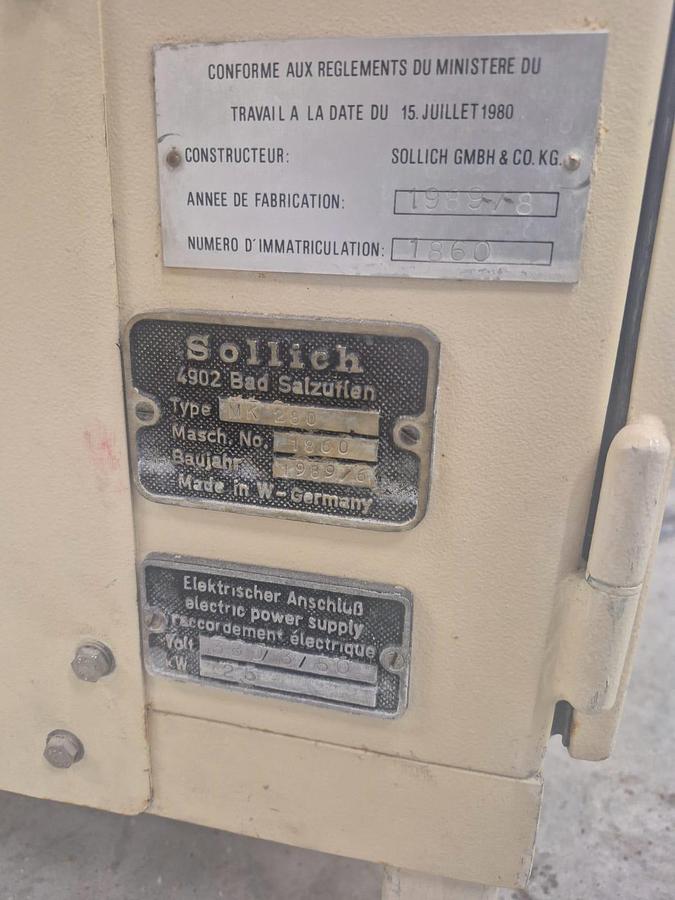 CONFORME AUX REGLEMENTS DU MINISTERE DU
TRAVAIL A LA DATE DU 15. JUILLET 1980
CONSTRUCTEUR: SOLLICH GMBH & CO. KG.
ANNEE DE FABRICATION: 1989/8
NUMERO D'IMMATRICULATION: 1860
Sollich
4902 Bad Salzuflen
Type MK 280
Masch. No. 1860
Baujahr 1989/6
Made in W-Germany
Elektrischer Anschluß
electric power supply
raccordement électrique
Volt
KW